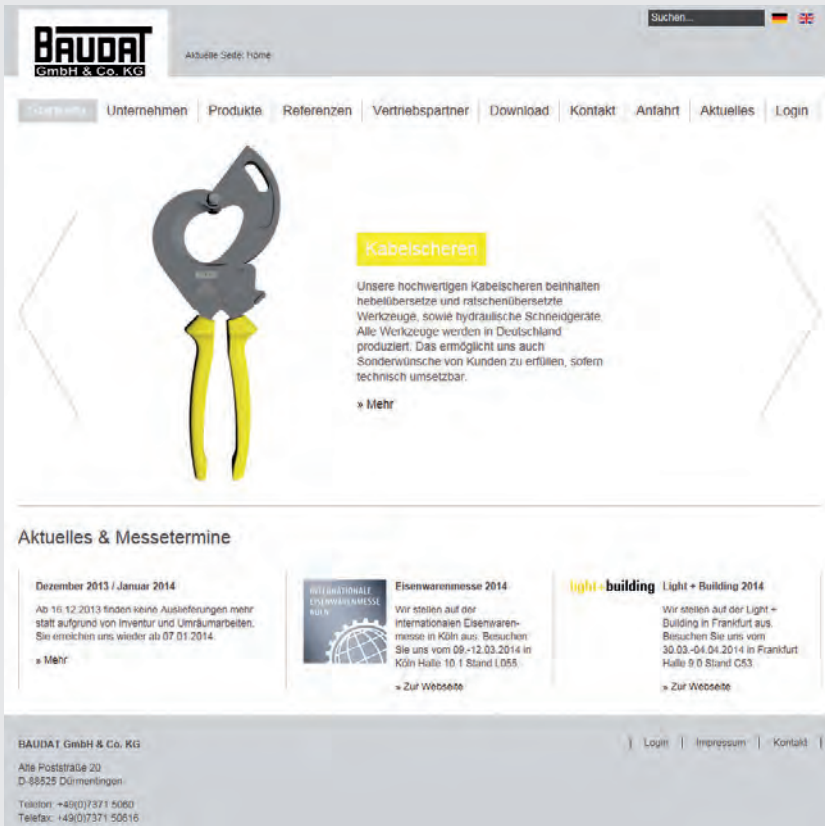 Suchen...
BAUDAT
GmbH & Co. KG
Aktuelle Seite: Home
Startseite
Unternehmen
Produkte
Referenzen
Vertriebspartner
Download
Kontakt
Anfahrt
Aktuelles
Login
Kabelscheren
Unsere hochwertigen Kabelscheren beinhalten
hebelübersetze und ratschenübersetzte
Werkzeuge, sowie hydraulische Schneidgeräte.
Alle Werkzeuge werden in Deutschland
produziert. Das ermöglicht uns auch
Sonderwünsche von Kunden zu erfüllen, sofern
technisch umsetzbar.
» Mehr
Aktuelles & Messetermine
Dezember 2013 / Januar 2014
Ab 16.12.2013 finden keine Auslieferungen mehr
statt aufgrund von Inventur und Umräumarbeiten.
Sie erreichen uns wieder ab 07.01.2014.
» Mehr
INTERNATIONALE
EISENWARENMESSE
KÖLN
Eisenwarenmesse 2014
Wir stellen auf der
Internationalen Eisenwaren-
messe in Köln aus. Besuchen
Sie uns vom 09.-12.03.2014 in
Köln Halle 10.1 Stand L055.
» Zur Webseite
light+building
Light + Building 2014
Wir stellen auf der Light +
Building in Frankfurt aus.
Besuchen Sie uns vom
30.03.-04.04.2014 in Frankfurt
Halle 9.0 Stand C53.
» Zur Webseite
BAUDAT GmbH & Co. KG
Alte Poststraße 20
D-88525 Dürmentingen
Telefon: +49(0)7371 5060
Telefax: +49(0)7371 50616
| Login | Impressum | Kontakt |